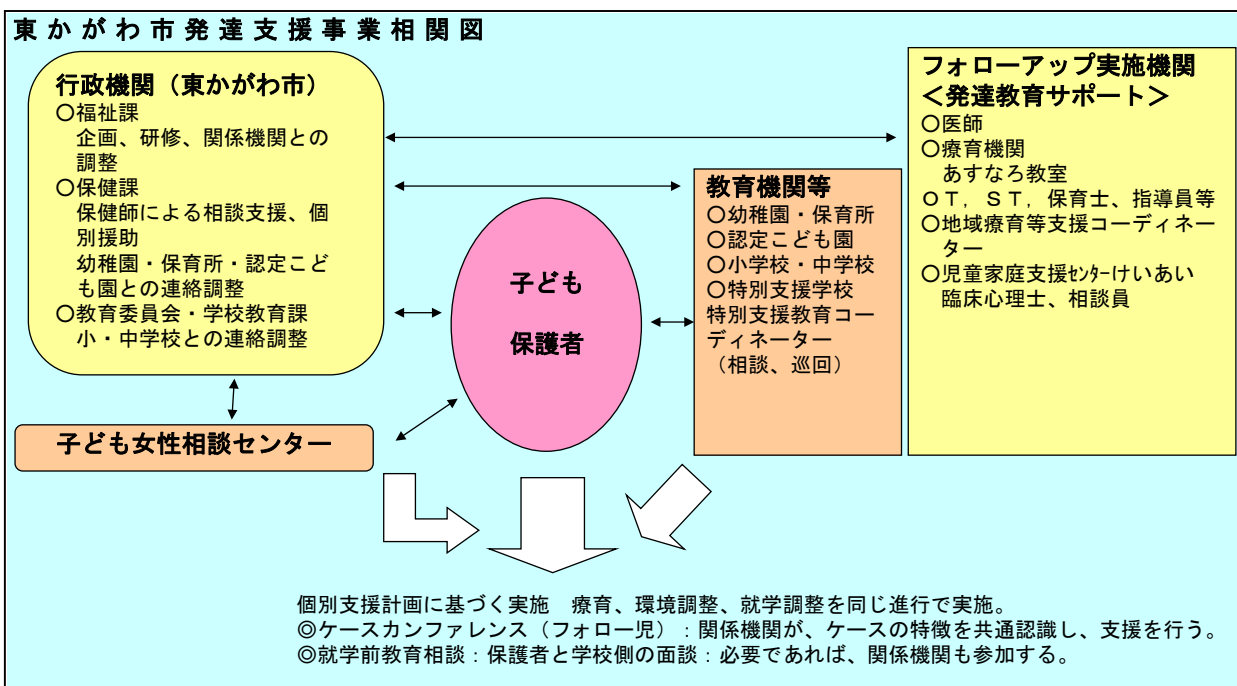 東かがわ市発達支援事業相関図
行政機関（東かがわ市）
〇福祉課
企画、研修、関係機関との
調整
〇保健課
保健師による相談支援、個
別援助
幼稚園・保育所・認定こど
も園との連絡調整
〇教育委員会・学校教育課
小・中学校との連絡調整
子ども女性相談センター
子ども
保護者
教育機関等
〇幼稚園・保育所
〇認定こども園
〇小学校・中学校
〇特別支援学校
特別支援教育コー
ディネーター
（相談、巡回）
フォローアップ実施機関
＜発達教育サポート＞
〇医師
〇療育機関
あすなろ教室
ＯＴ，ＳＴ，保育士、指導員等
〇地域療育等支援コーディネー
ター
〇児童家庭支援ｾﾝﾀｰけいあい
臨床心理士、相談員
個別支援計画に基づく実施　療育、環境調整、就学調整を同じ進行で実施。
◎ケースカンファレンス（フォロー児）：関係機関が、ケースの特徴を共通認識し、支援を行う。
◎就学前教育相談：保護者と学校側の面談：必要であれば、関係機関も参加する。